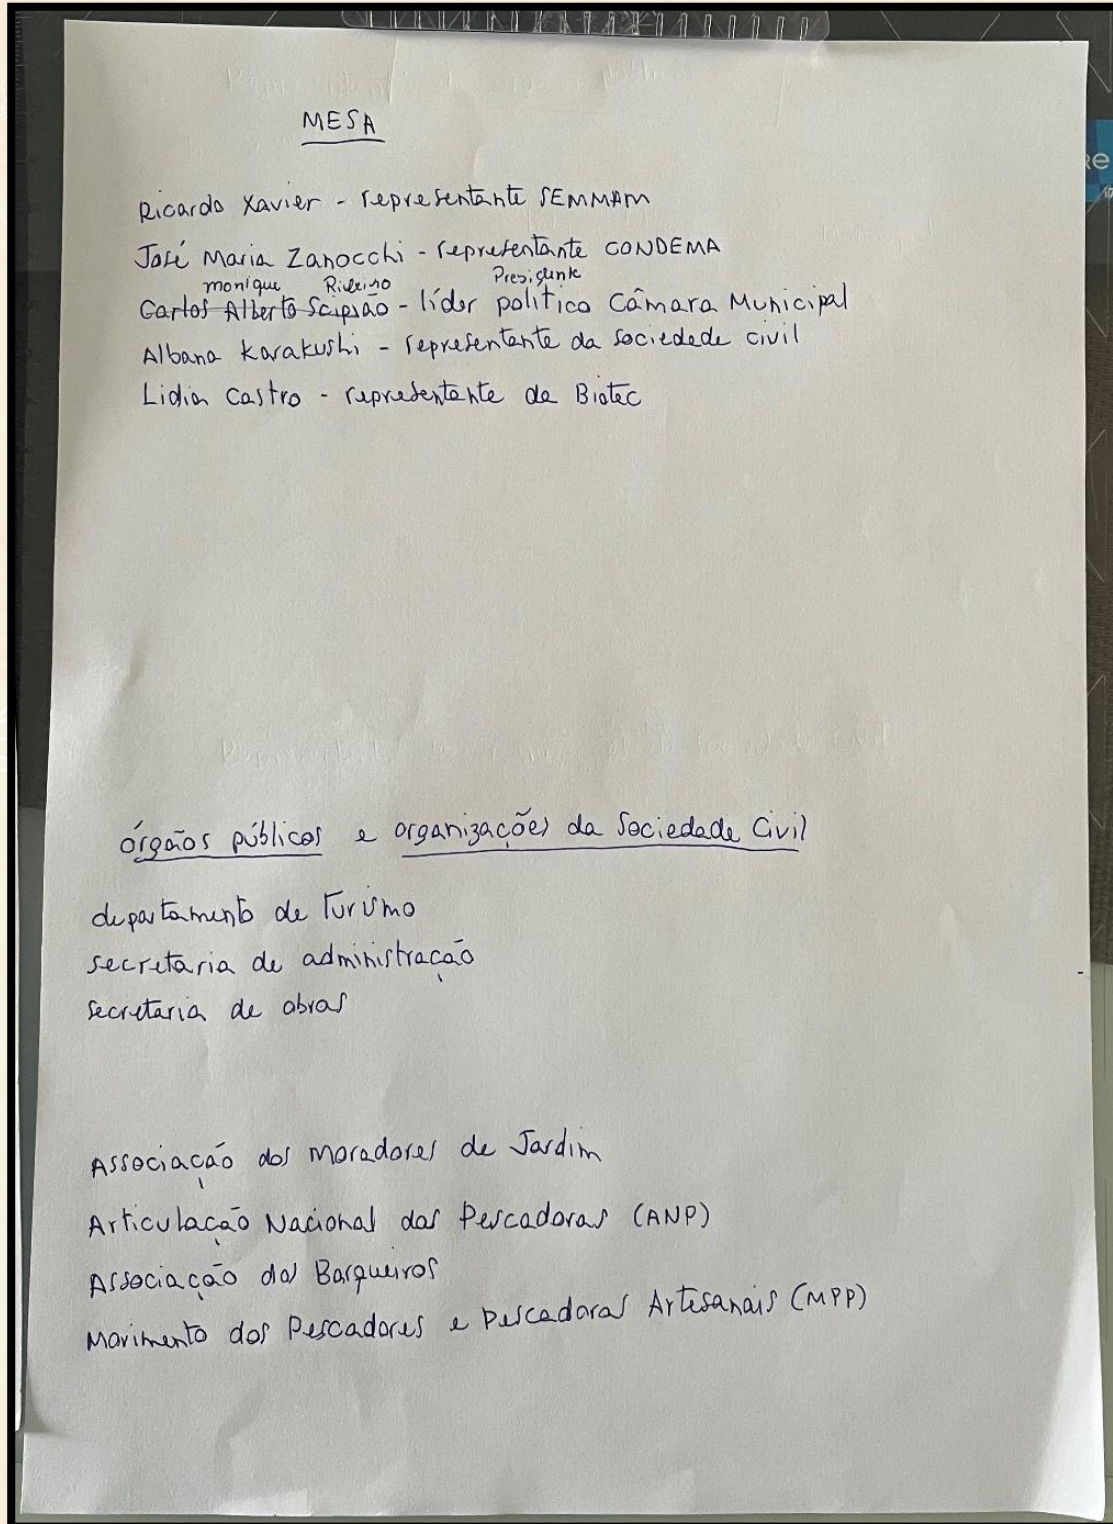 MESA
Ricardo Xavier - representante SEMMAM
José Maria Zanocchi - representante CONDEMA
monique Ribeiro Presidente
Carlos Alberto Scipião - líder político Câmara Municipal
Albana Karakushi - representante da sociedade civil
Lidia Castro - representante da Biotec
órgãos públicos e organizações da Sociedade Civil
departamento de Turismo
secretaria de administração
secretaria de obras
Associação dos moradores de Jardim
Articulação Nacional das Pescadoras (ANP)
Associação dos Barqueiros
Movimento dos Pescadores e Pescadoras Artesanais (MPP)